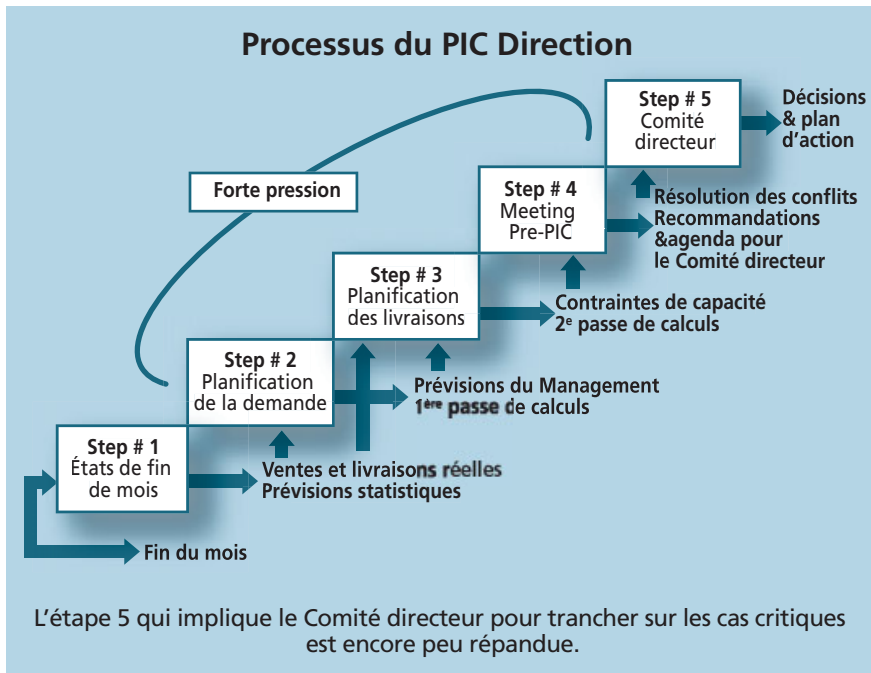 Processus du PIC Direction
Step # 5
Comité
directeur
Décisions
& plan
d'action
Forte pression
Step # 4
Meeting
Pre-PIC
Résolution des conflits
Recommandations
&agenda pour
le Comité directeur
Step # 3
Planification
des livraisons
Contraintes de capacité
2e passe de calculs
Step # 2
Planification
de la demande
Prévisions du Management
1ère passe de calculs
Step # 1
États de fin
de mois
Ventes et livraisons réelles
Prévisions statistiques
Fin du mois
L'étape 5 qui implique le Comité directeur pour trancher sur les cas critiques
est encore peu répandue.